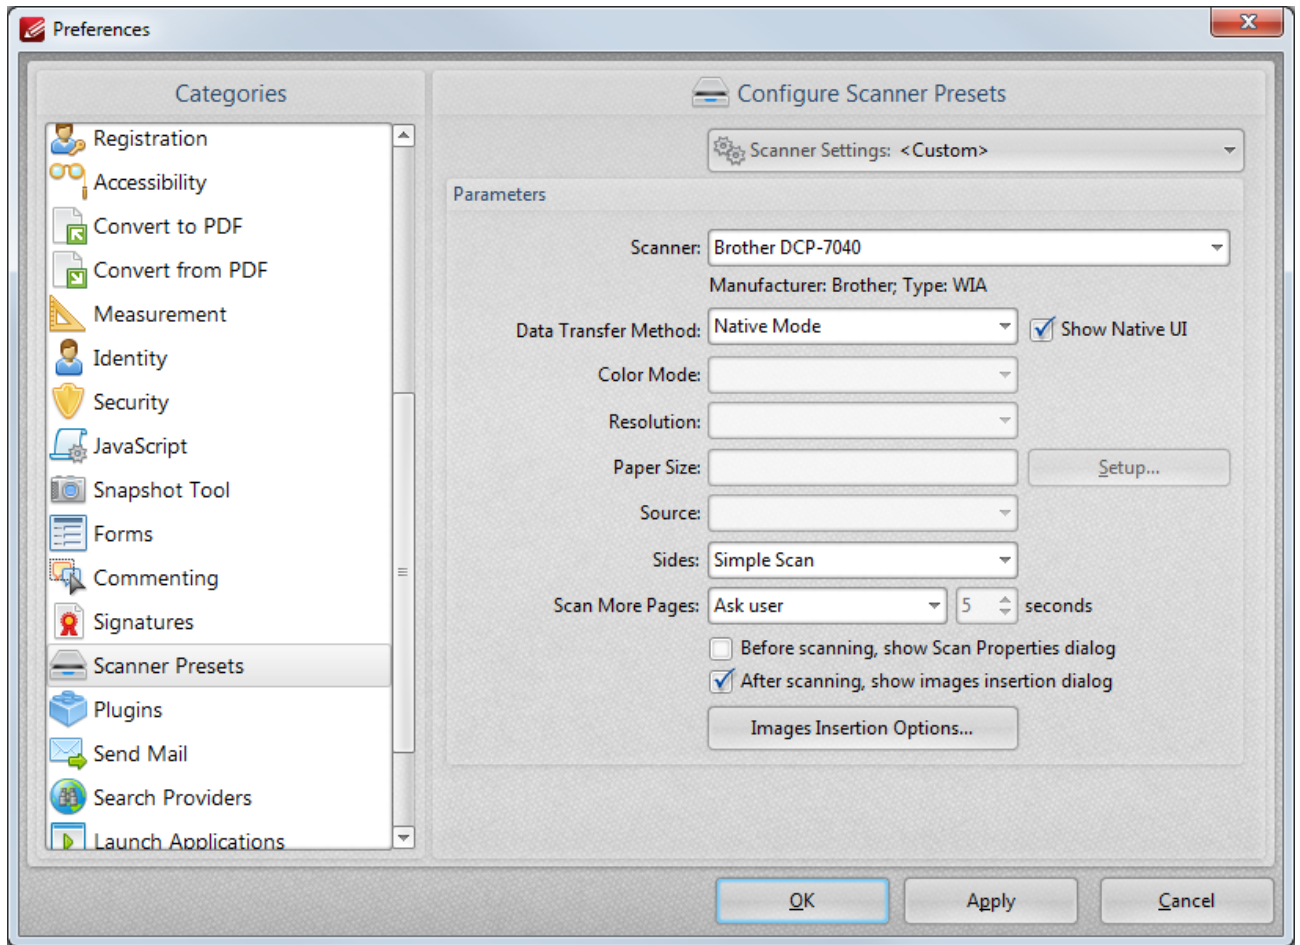 Preferences
Categories
Registration
Accessibility
Convert to PDF
Convert from PDF
Measurement
Identity
Security
JavaScript
Snapshot Tool
Forms
Commenting
Signatures
Scanner Presets
Plugins
Send Mail
Search Providers
Launch Applications
Configure Scanner Presets
Scanner Settings: <Custom>
Parameters
Scanner: Brother DCP-7040
Manufacturer: Brother; Type: WIA
Data Transfer Method: Native Mode Show Native UI
Color Mode:
Resolution:
Paper Size: Setup...
Source:
Sides: Simple Scan
Scan More Pages: Ask user 5 seconds
Before scanning, show Scan Properties dialog
After scanning, show images insertion dialog
Images Insertion Options...
OK Apply Cancel